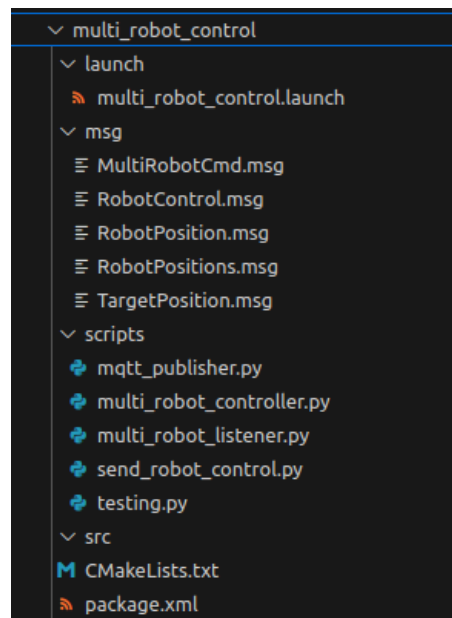 multi_robot_control
launch
multi_robot_control.launch
msg
MultiRobotCmd.msg
RobotControl.msg
RobotPosition.msg
RobotPositions.msg
TargetPosition.msg
scripts
mqtt_publisher.py
multi_robot_controller.py
multi_robot_listener.py
send_robot_control.py
testing.py
src
M CMakeLists.txt
package.xml